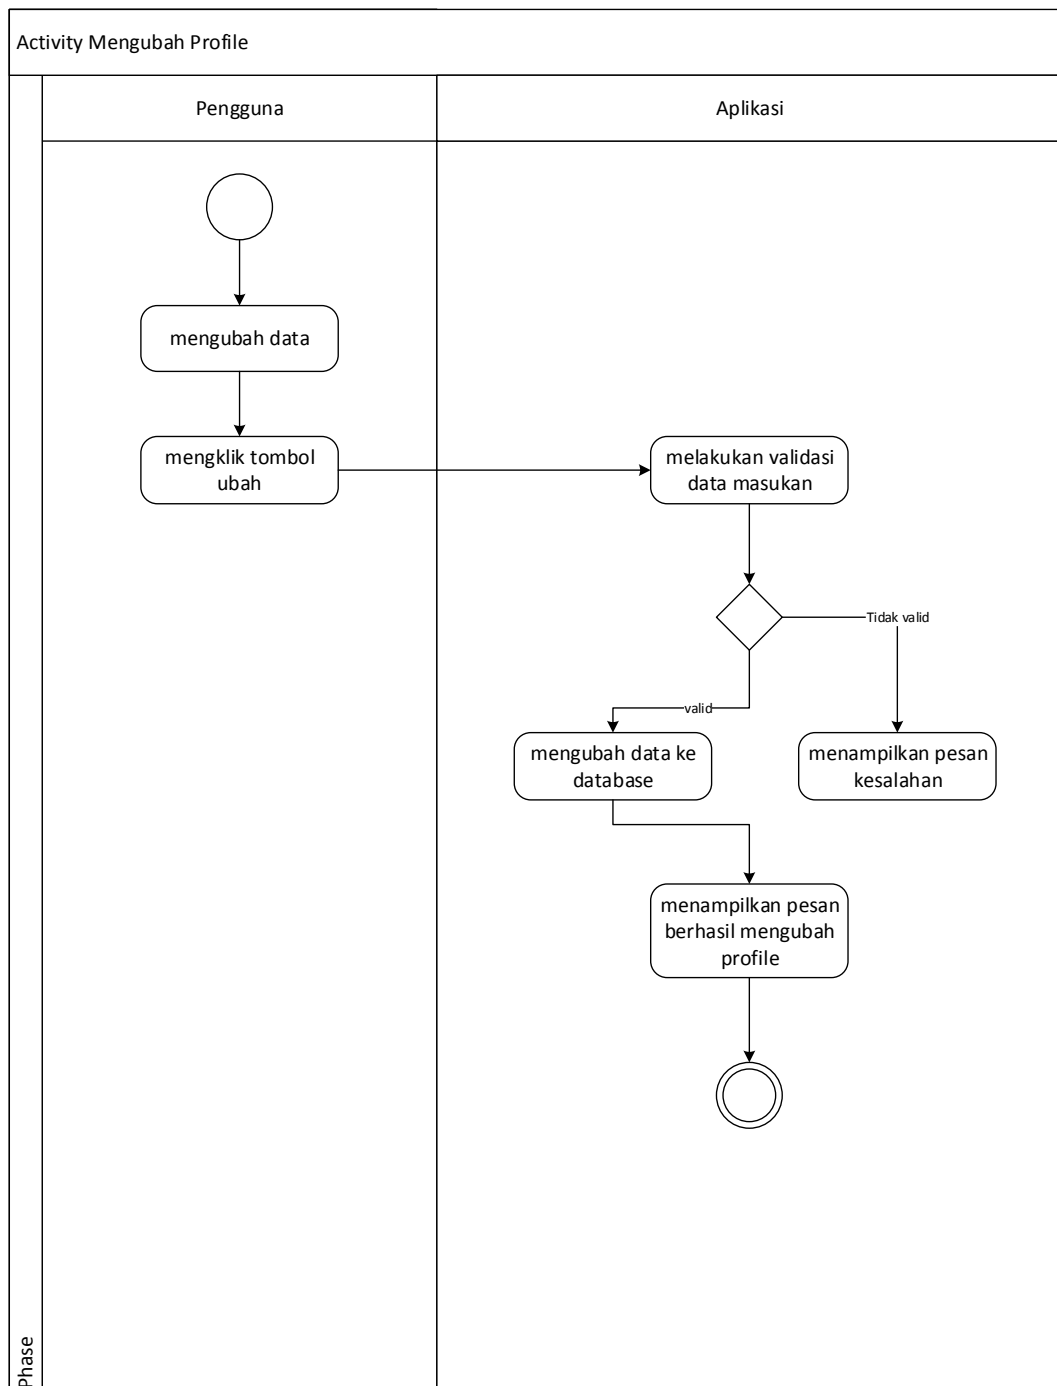 Activity Mengubah Profile
Pengguna
Aplikasi
mengubah data
mengklik tombol
ubah
melakukan validasi
data masukan
Tidak valid
valid
mengubah data ke
database
menampilkan pesan
kesalahan
menampilkan pesan
berhasil mengubah
profile
Phase